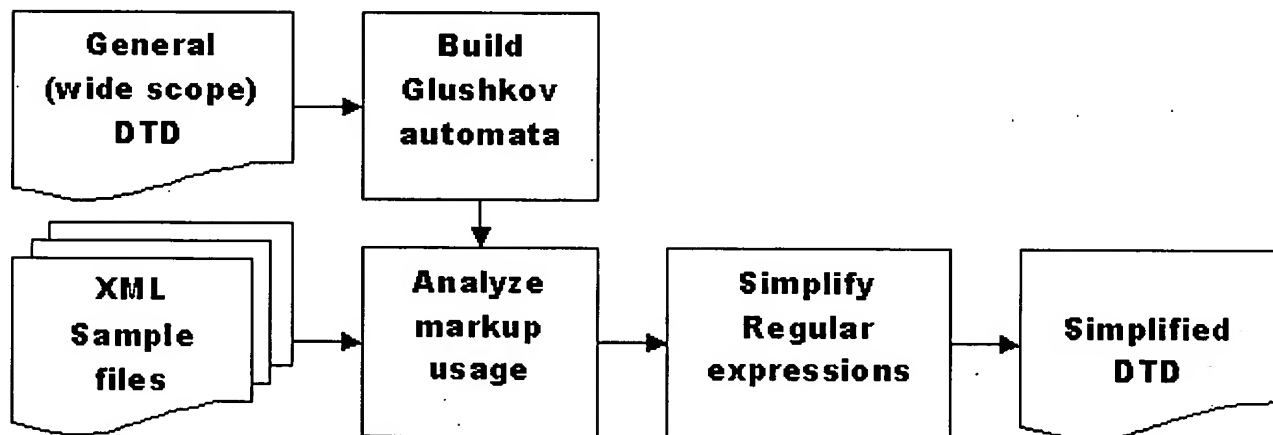 General
(wide scope)
DTD
Build
Glushkov
automata
XML
Sample
files
Analyze
markup
usage
Simplify
Regular
expressions
Simplified
DTD